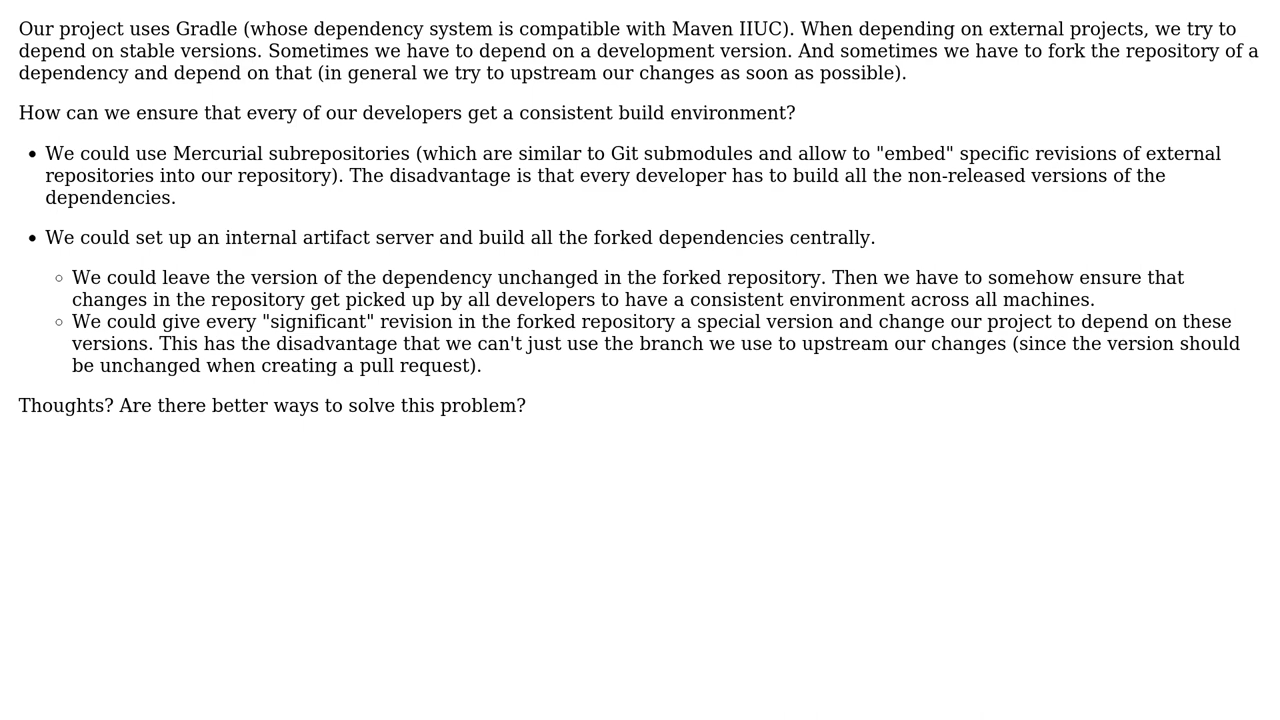 Our project uses Gradle (whose dependency system is compatible with Maven IIUC). When depending on external projects, we try to
depend on stable versions. Sometimes we have to depend on a development version. And sometimes we have to fork the repository of a
dependency and depend on that (in general we try to upstream our changes as soon as possible).
How can we ensure that every of our developers get a consistent build environment?
• We could use Mercurial subrepositories (which are similar to Git submodules and allow to "embed" specific revisions of external
repositories into our repository). The disadvantage is that every developer has to build all the non-released versions of the
dependencies.
• We could set up an internal artifact server and build all the forked dependencies centrally.
◦ We could leave the version of the dependency unchanged in the forked repository. Then we have to somehow ensure that
changes in the repository get picked up by all developers to have a consistent environment across all machines.
◦ We could give every "significant" revision in the forked repository a special version and change our project to depend on these
versions. This has the disadvantage that we can't just use the branch we use to upstream our changes (since the version should
be unchanged when creating a pull request).
Thoughts? Are there better ways to solve this problem?